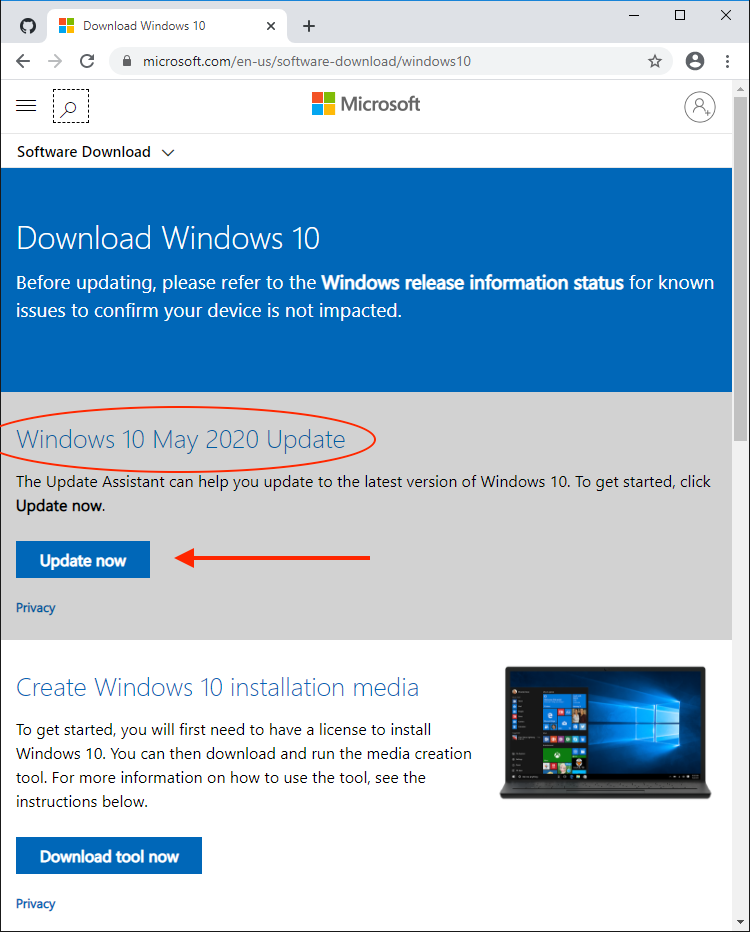 Download Windows 10
microsoft.com/en-us/software-download/windows10
Microsoft
Software Download
Download Windows 10
Before updating, please refer to the Windows release information status for known
issues to confirm your device is not impacted.
Windows 10 May 2020 Update
The Update Assistant can help you update to the latest version of Windows 10. To get started, click
Update now.
Update now
Privacy
Create Windows 10 installation media
To get started, you will first need to have a license to install
Windows 10. You can then download and run the media creation
tool. For more information on how to use the tool, see the
instructions below.
Download tool now
Privacy